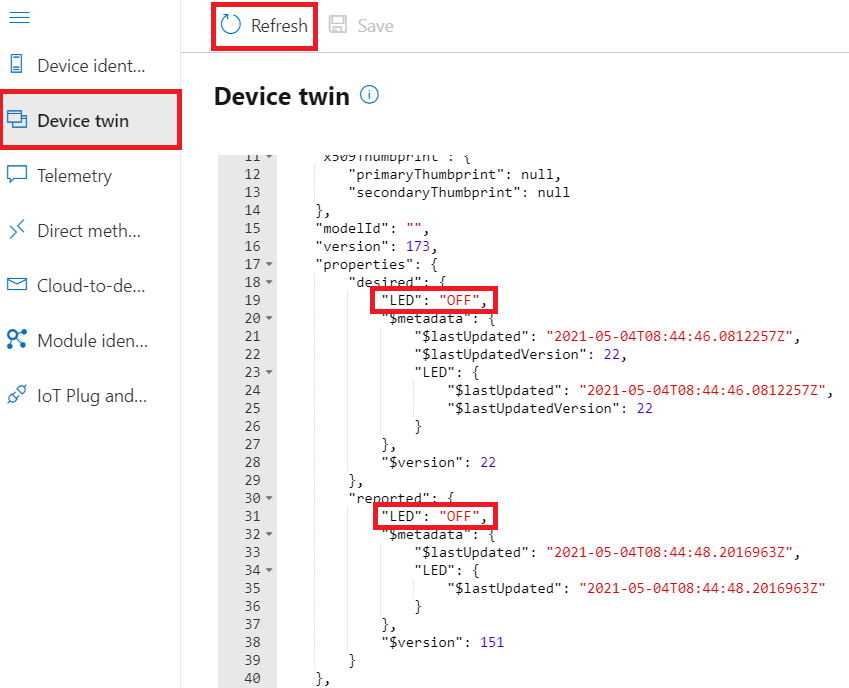 Refresh
Save
Device ident...
Device twin
Telemetry
Direct meth...
Cloud-to-de...
Module iden...
IoT Plug and...
Device twin
11 "x509Thumbprint": {
12 "primaryThumbprint": null,
13 "secondaryThumbprint": null
14 },
15 "modelId": "",
16 "version": 173,
17 "properties": {
18 "desired": {
19 "LED": "OFF",
20 "$metadata": {
21 "$lastUpdated": "2021-05-04T08:44:46.0812257Z",
22 "$lastUpdatedVersion": 22,
23 "LED": {
24 "$lastUpdated": "2021-05-04T08:44:46.0812257Z",
25 "$lastUpdatedVersion": 22
26 }
27 },
28 "$version": 22
29 },
30 "reported": {
31 "LED": "OFF",
32 "$metadata": {
33 "$lastUpdated": "2021-05-04T08:44:48.2016963Z",
34 "LED": {
35 "$lastUpdated": "2021-05-04T08:44:48.2016963Z"
36 }
37 },
38 "$version": 151
39 }
40 },